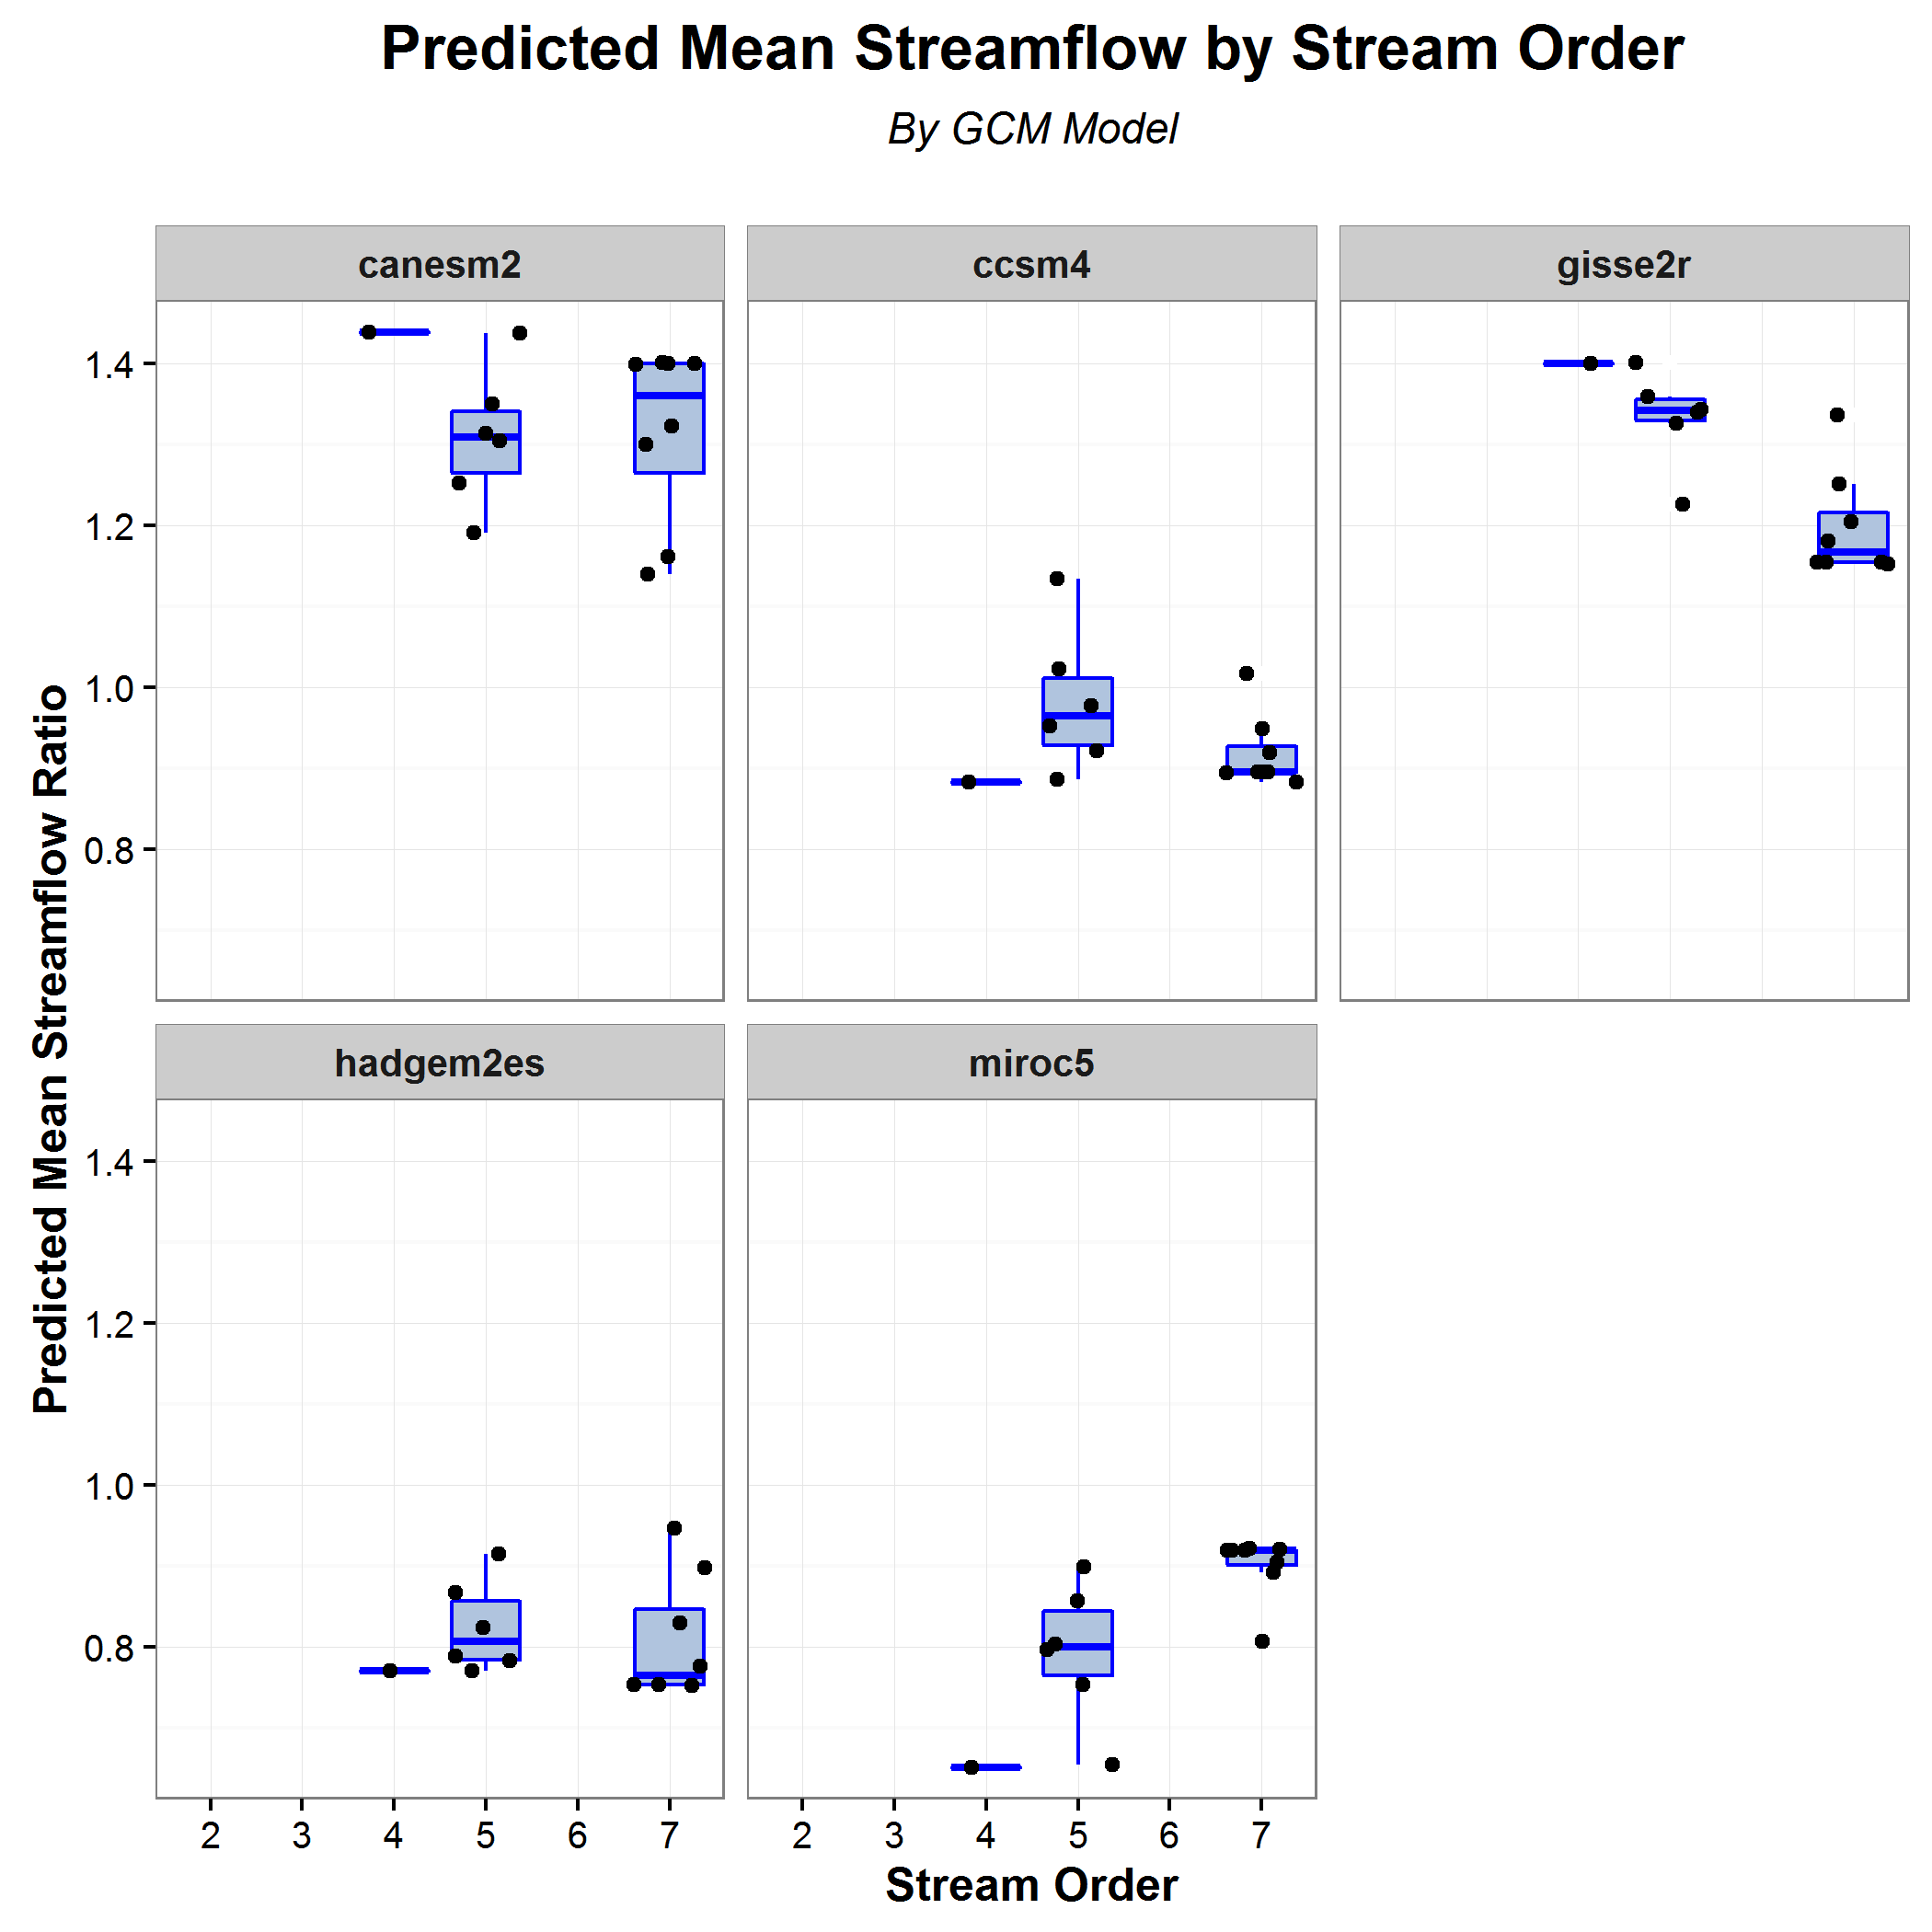 Predicted Mean Streamflow by Stream Order
By GCM Model
canesm2
ccsm4
gisse2r
1.4
1.2
1.0
0.8
Predicted Mean Streamflow Ratio
hadgem2es
miroc5
1.4
1.2
1.0
0.8
2 3 4 5 6 7
2 3 4 5 6 7
Stream Order